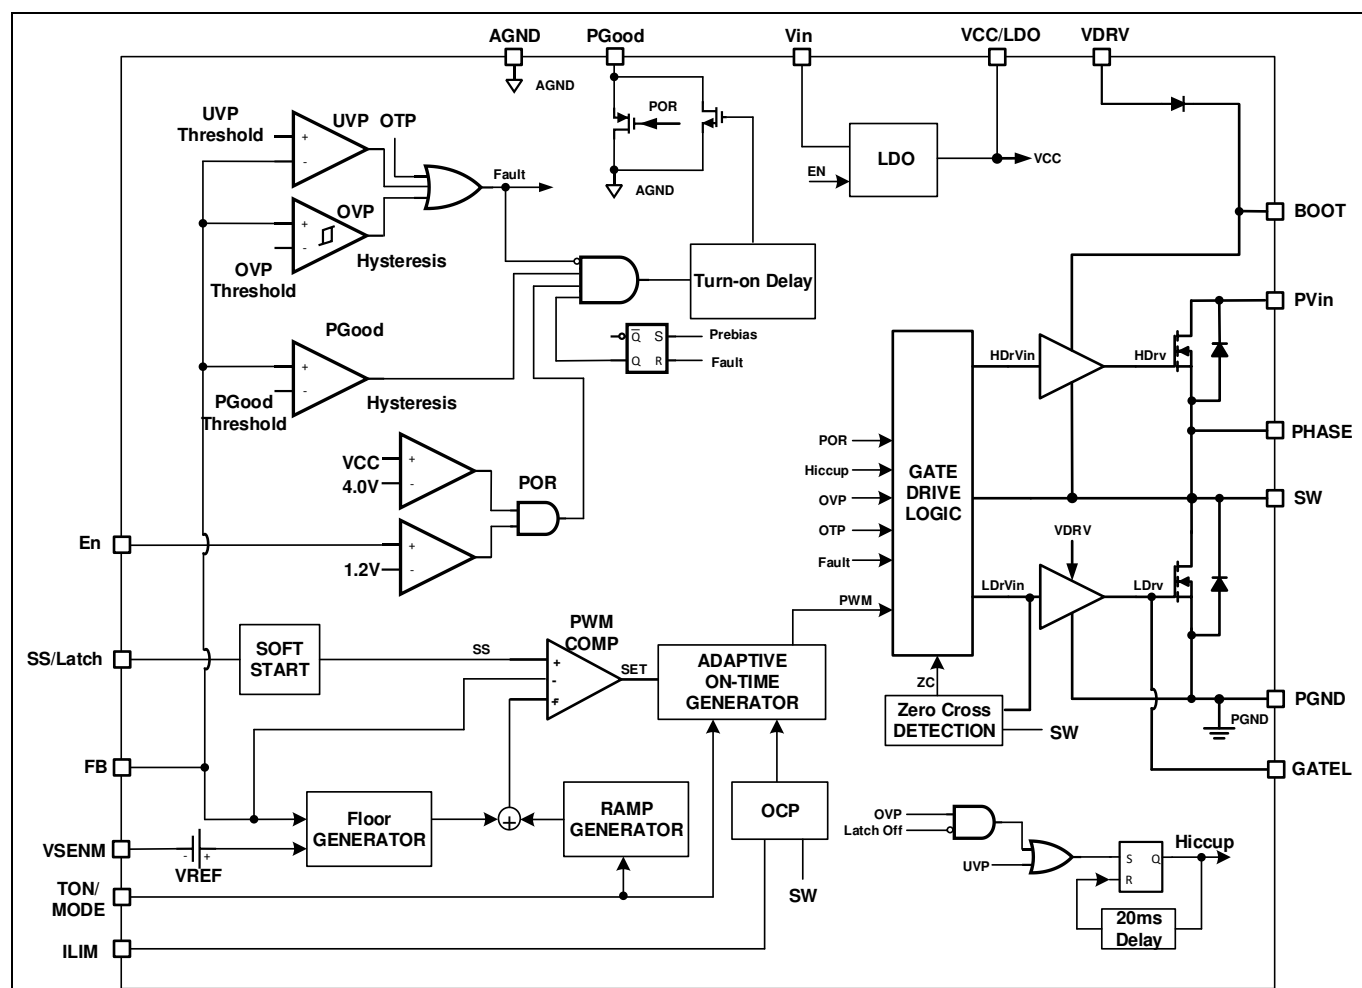 AGND
PGood
Vin
VCC/LDO
VDRV
AGND
UVP
Threshold
UVP
OTP
POR
+
-
LDO
VCC
Fault
EN
AGND
OVP
BOOT
+
-
Hysteresis
OVP
Threshold
Turn-on Delay
PVin
PGood
Q
S
Prebias
Q
R
Fault
HDrVin
HDrv
+
-
PGood
Threshold
Hysteresis
PHASE
POR
VCC
+
4.0V
-
POR
Hiccup
OVP
OTP
Fault
GATE
DRIVE
LOGIC
SW
VDRV
En
+
1.2V
-
LDrVin
LDrv
PWM
PWM
COMP
SS/Latch
SOFT
START
SS
+
-
+
SET
ADAPTIVE
ON-TIME
GENERATOR
ZC
Zero Cross
DETECTION
SW
PGND
PGND
FB
GATEL
Floor
GENERATOR
+
RAMP
GENERATOR
OCP
OVP
Latch Off
UVP
S
Q
R
Hiccup
VSENM
-
+
VREF
SW
TON/
MODE
20ms
Delay
ILIM